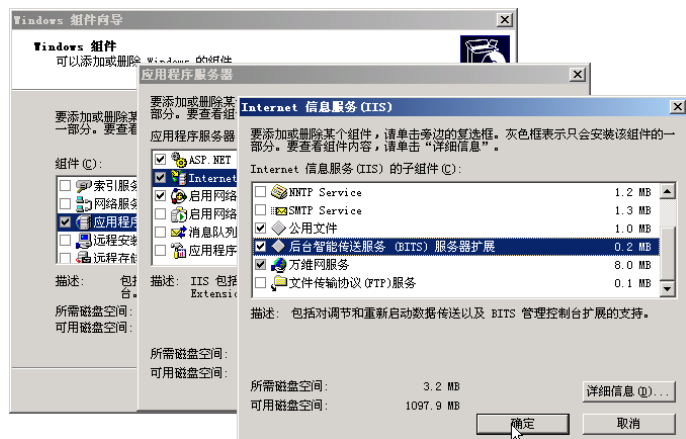 Windows 组件向导
Windows 组件
可以添加或删除 Windows 的组件
要添加或删除某
一部分。要查看
组件(C):
索引服务
网络服务
应用程序
远程安装
远程存储
描述: 包括
台。
所需磁盘空间:
可用磁盘空间:
应用程序服务器
要添加或删除某
部分。要查看组
应用程序服务器
ASP.NET
Internet
启用网络
启用网络
消息队列
应用程序
描述: IIS 包括
Extensio
所需磁盘空间:
可用磁盘空间:
Internet 信息服务(IIS)
要添加或删除某个组件，请单击旁边的复选框。灰色框表示只会安装该组件的一
部分。要查看组件内容，请单击“详细信息”。
Internet 信息服务(IIS) 的子组件(C):
NNTP Service 1.2 MB
SMTP Service 1.3 MB
公用文件 1.0 MB
后台智能传送服务 (BITS) 服务器扩展 0.2 MB
万维网服务 8.0 MB
文件传输协议(FTP)服务 0.1 MB
描述: 包括对调节和重新启动数据传送以及 BITS 管理控制台扩展的支持。
所需磁盘空间: 3.2 MB
可用磁盘空间: 1097.9 MB
详细信息(D)...
确定
取消